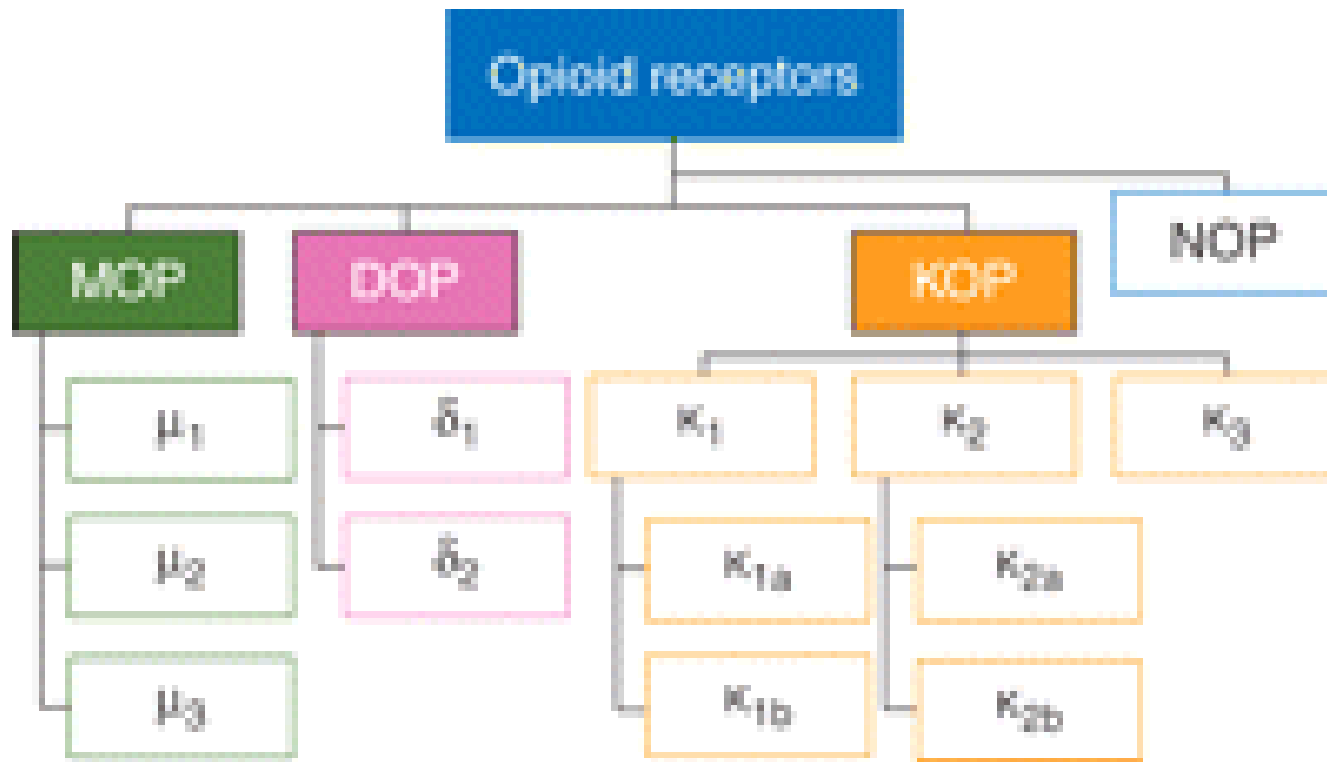 Opioid receptors
NOP
MOP
DOP
KOP
μ1
δ1
κ1
κ2
κ3
μ2
δ2
κ1a
κ2a
μ3
κ1b
κ2b